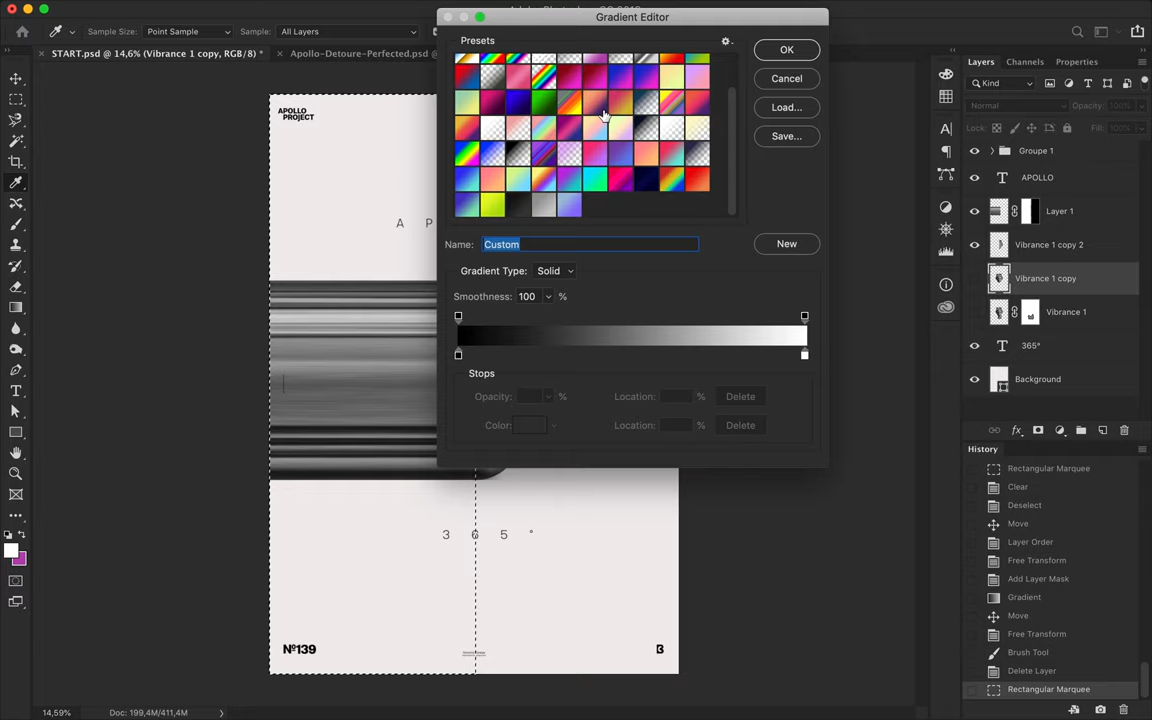 Gradient Editor
Sample: Point Sample
Sample: All Layers
START.psd @ 14,6% (Vibrance 1 copy, RGB/8) *
Apollo-Detoure-Perfected.psd
Presets
OK
Cancel
Load...
Save...
Name: Custom
New
Gradient Type: Solid
Smoothness: 100 %
Stops
Opacity: %
Location: %
Delete
Color:
Location: %
Delete
APOLLO
PROJECT
A P
3 6 5 °
Nº139
Layers
Channels
Properties
Kind
Normal
Opacity: 100%
Lock:
Fill: 100%
Groupe 1
APOLLO
Layer 1
Vibrance 1 copy 2
Vibrance 1 copy
Vibrance 1
365°
Background
History
Rectangular Marquee
Clear
Deselect
Move
Layer Order
Free Transform
Add Layer Mask
Gradient
Move
Free Transform
Brush Tool
Delete Layer
Rectangular Marquee
14,59%
Doc: 199,4M/411,4M